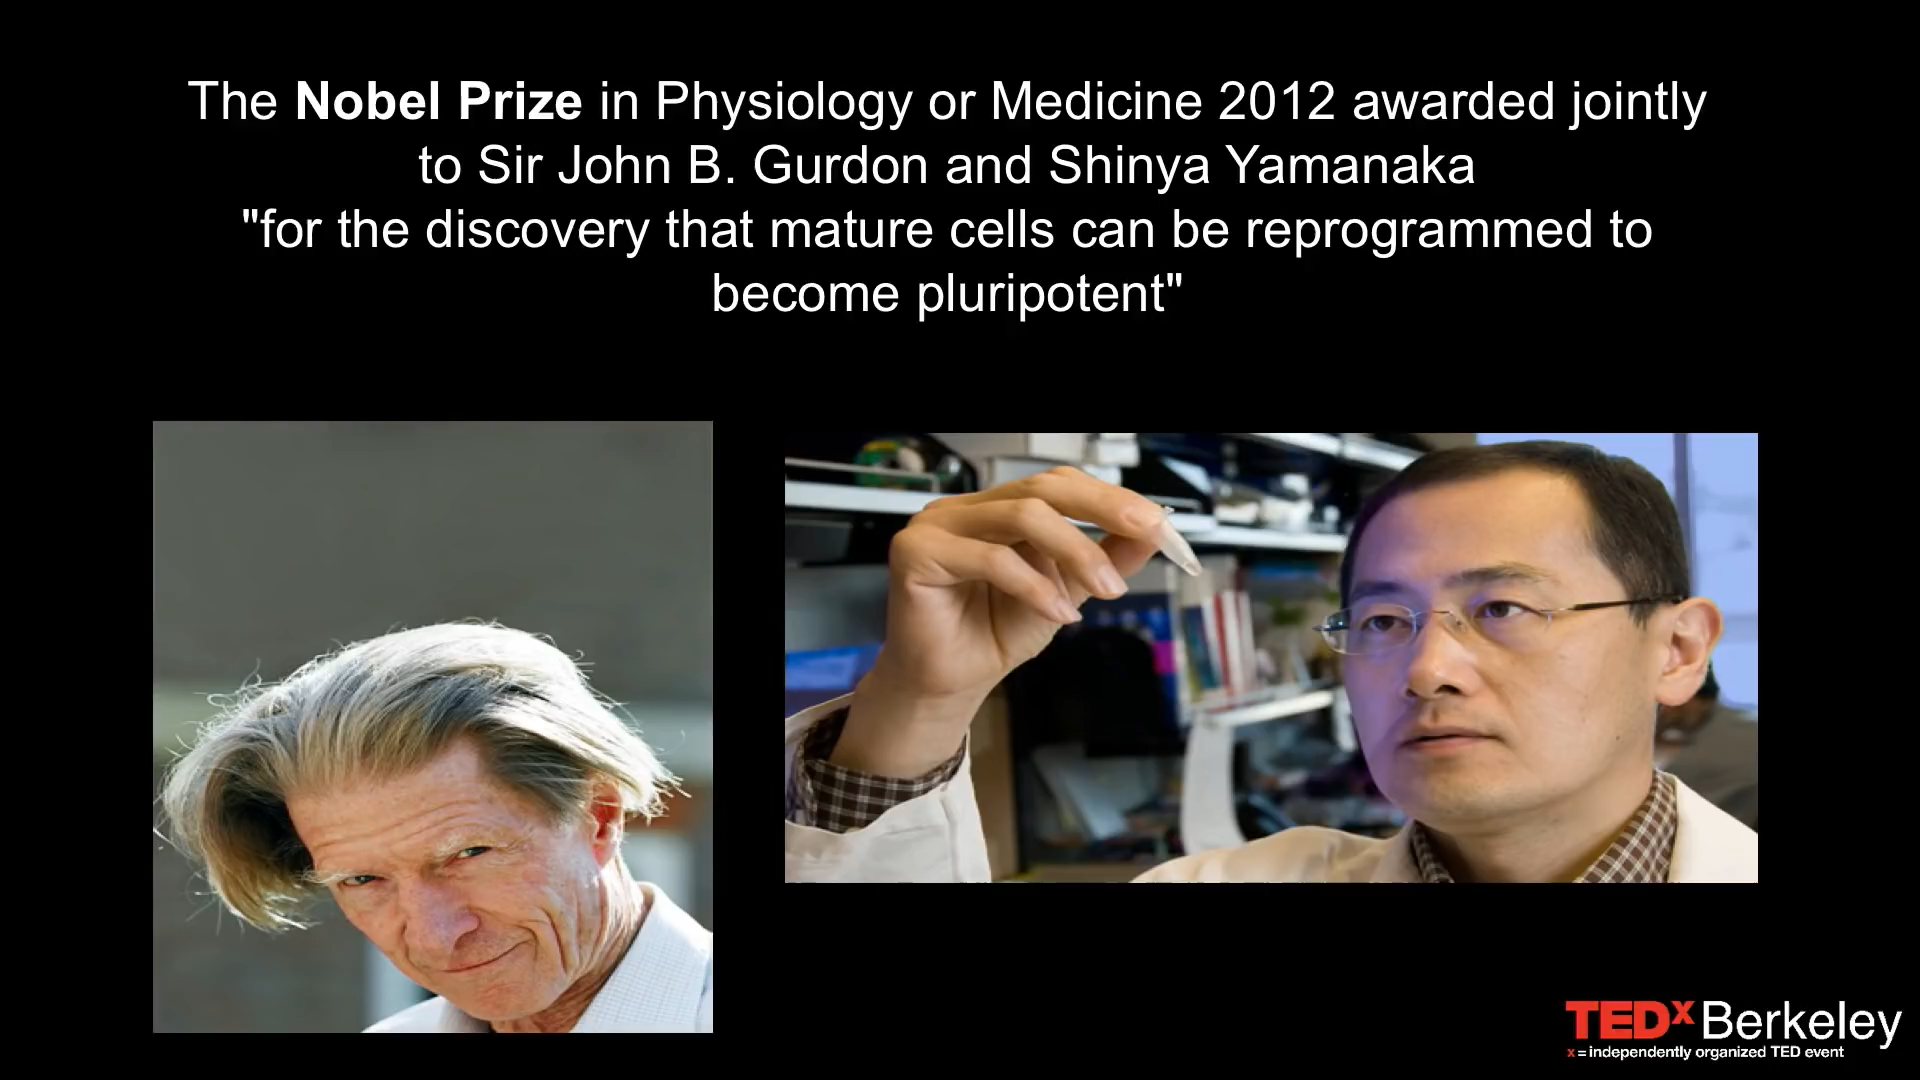 The Nobel Prize in Physiology or Medicine 2012 awarded jointly
to Sir John B. Gurdon and Shinya Yamanaka
"for the discovery that mature cells can be reprogrammed to
become pluripotent"
TEDx Berkeley
x = independently organized TED event